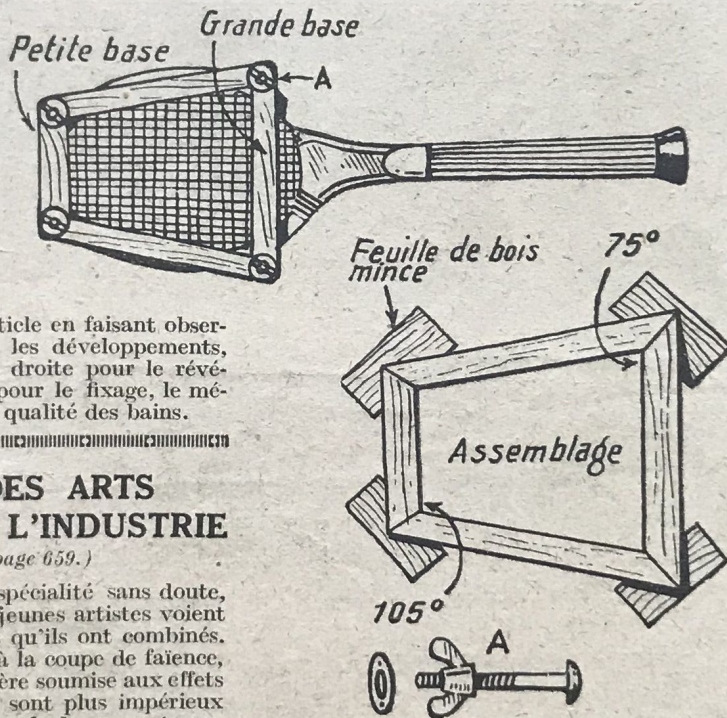 Petite base
Grande base
A
Feuille de bois
mince
75°
Assemblage
105°
A
ticle en faisant obser-
les développements,
droite pour le révé-
pour le fixage, le mé-
qualité des bains.
DES ARTS
L'INDUSTRIE
page 659.)
spécialité sans doute,
jeunes artistes voient
qu'ils ont combinés.
à la coupe de faïence,
ère soumise aux effets
sont plus impérieux